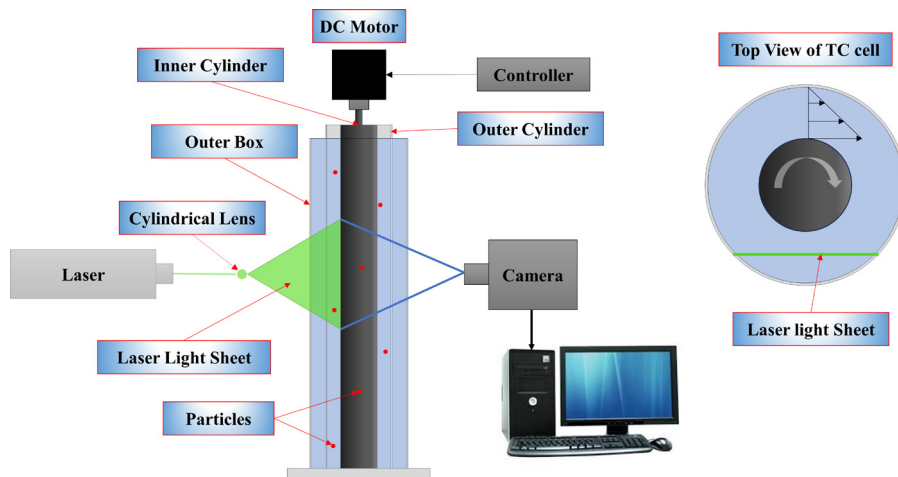 DC Motor
Inner Cylinder
Controller
Outer Cylinder
Outer Box
Cylindrical Lens
Laser
Camera
Laser Light Sheet
Particles
Top View of TC cell
Laser light Sheet